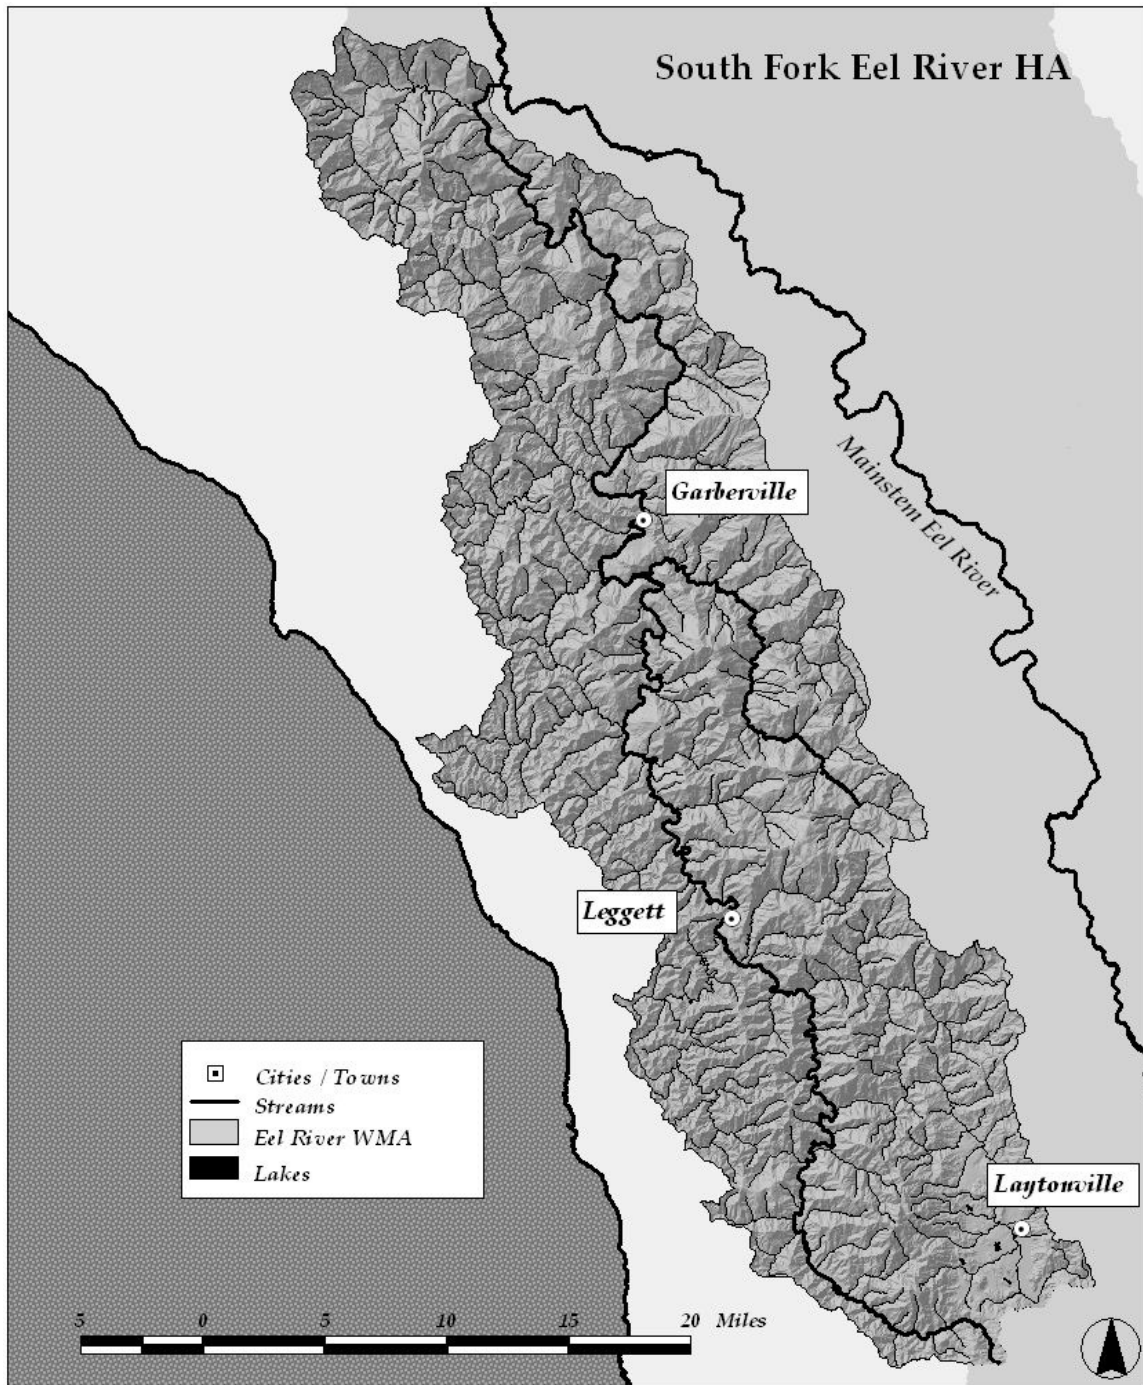 South Fork Eel River HA
Mainstem Eel River
Garberville
Leggett
Laytonville
Cities / Towns
Streams
Eel River WMA
Lakes
5 0 5 10 15 20 Miles